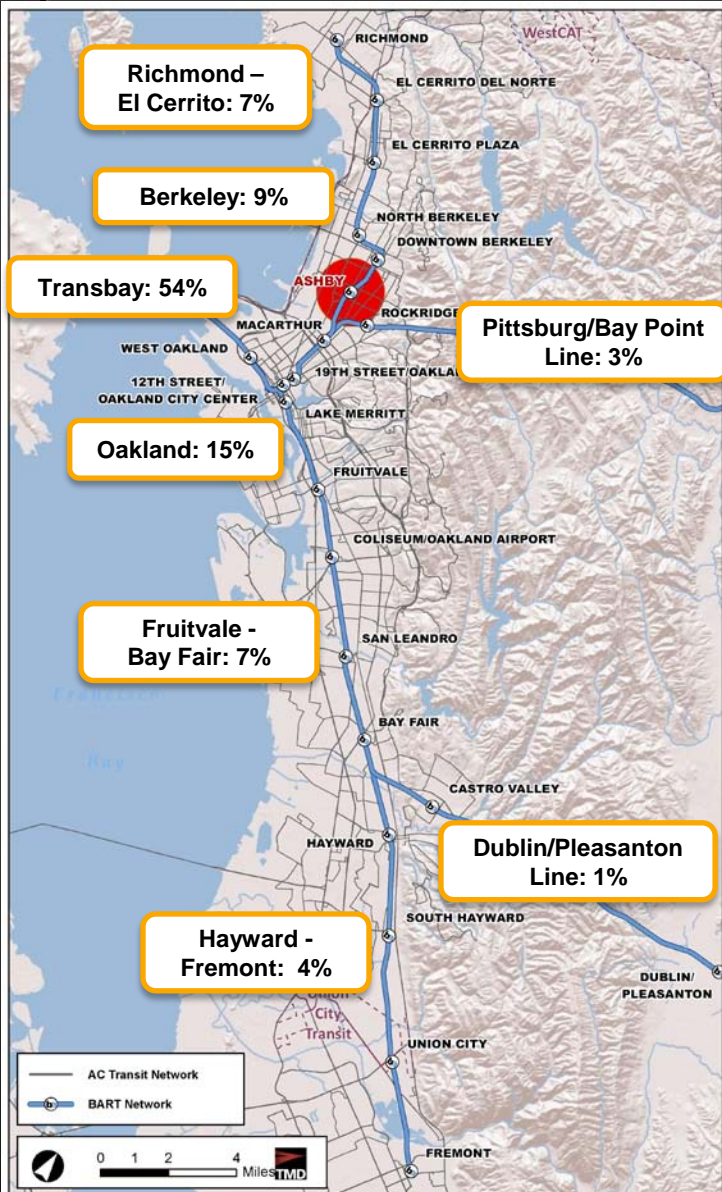 RICHMOND
WestCAT
Richmond –
El Cerrito: 7%
EL CERRITO DEL NORTE
EL CERRITO PLAZA
Berkeley: 9%
NORTH BERKELEY
DOWNTOWN BERKELEY
Transbay: 54%
ASHBY
ROCKRIDGE
MACARTHUR
Pittsburg/Bay Point
Line: 3%
WEST OAKLAND
19TH STREET/OAKL
12TH STREET/
OAKLAND CITY CENTER
LAKE MERRITT
Oakland: 15%
FRUITVALE
COLISEUM/OAKLAND AIRPORT
Fruitvale -
Bay Fair: 7%
SAN LEANDRO
Francisco
Bay
BAY FAIR
CASTRO VALLEY
HAYWARD
Dublin/Pleasanton
Line: 1%
SOUTH HAYWARD
Hayward -
Fremont: 4%
DUBLIN/
PLEASANTON
Union
City
Transit
UNION CITY
AC Transit Network
BART Network
FREMONT
0 1 2 4
Miles
TMD